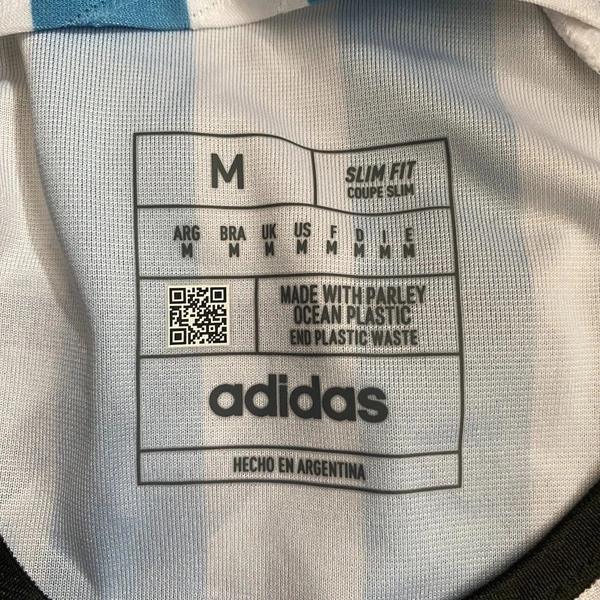 M
SLIM FIT
COUPE SLIM
ARG BRA UK US F D I E
M M M M M M M M
MADE WITH PARLEY
OCEAN PLASTIC
END PLASTIC WASTE
adidas
HECHO EN ARGENTINA